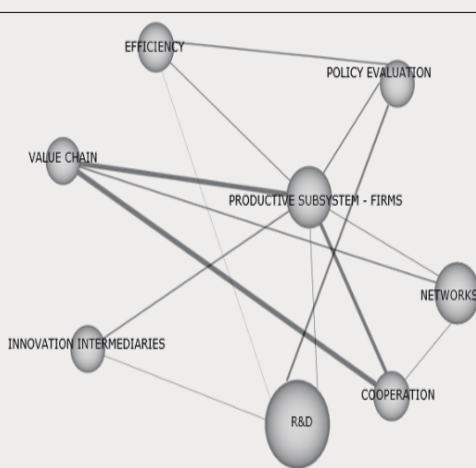 EFFICIENCY
POLICY EVALUATION
VALUE CHAIN
PRODUCTIVE SUBSYSTEM - FIRMS
NETWORKS
INNOVATION INTERMEDIARIES
COOPERATION
R&D